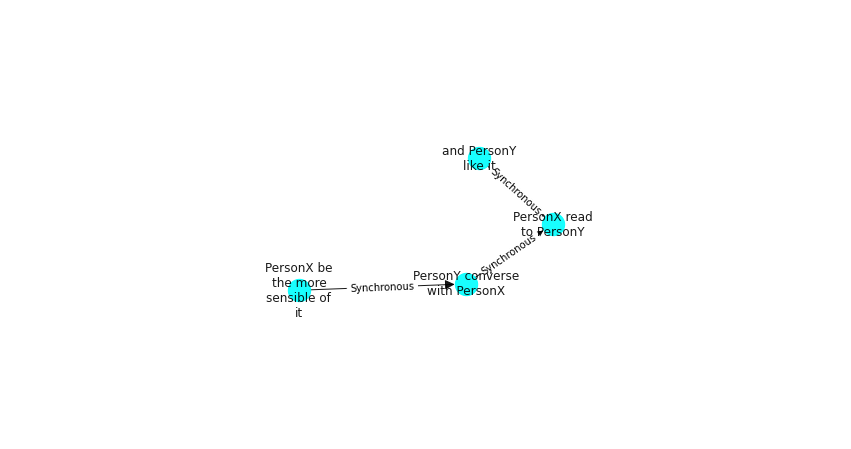 and PersonY
like it
Synchronous
PersonX read
to PersonY
Synchronous
PersonX be
the more
sensible of
it
Synchronous
PersonY converse
with PersonX